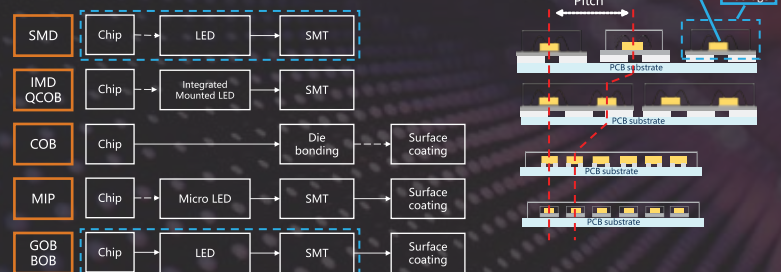 Pitch
SMD
Chip
LED
SMT
PCB substrate
IMD
QCOB
Chip
Integrated
Mounted LED
SMT
PCB substrate
COB
Chip
Die
bonding
Surface
coating
PCB substrate
MIP
Chip
Micro LED
SMT
Surface
coating
PCB substrate
GOB
BOB
Chip
LED
SMT
Surface
coating